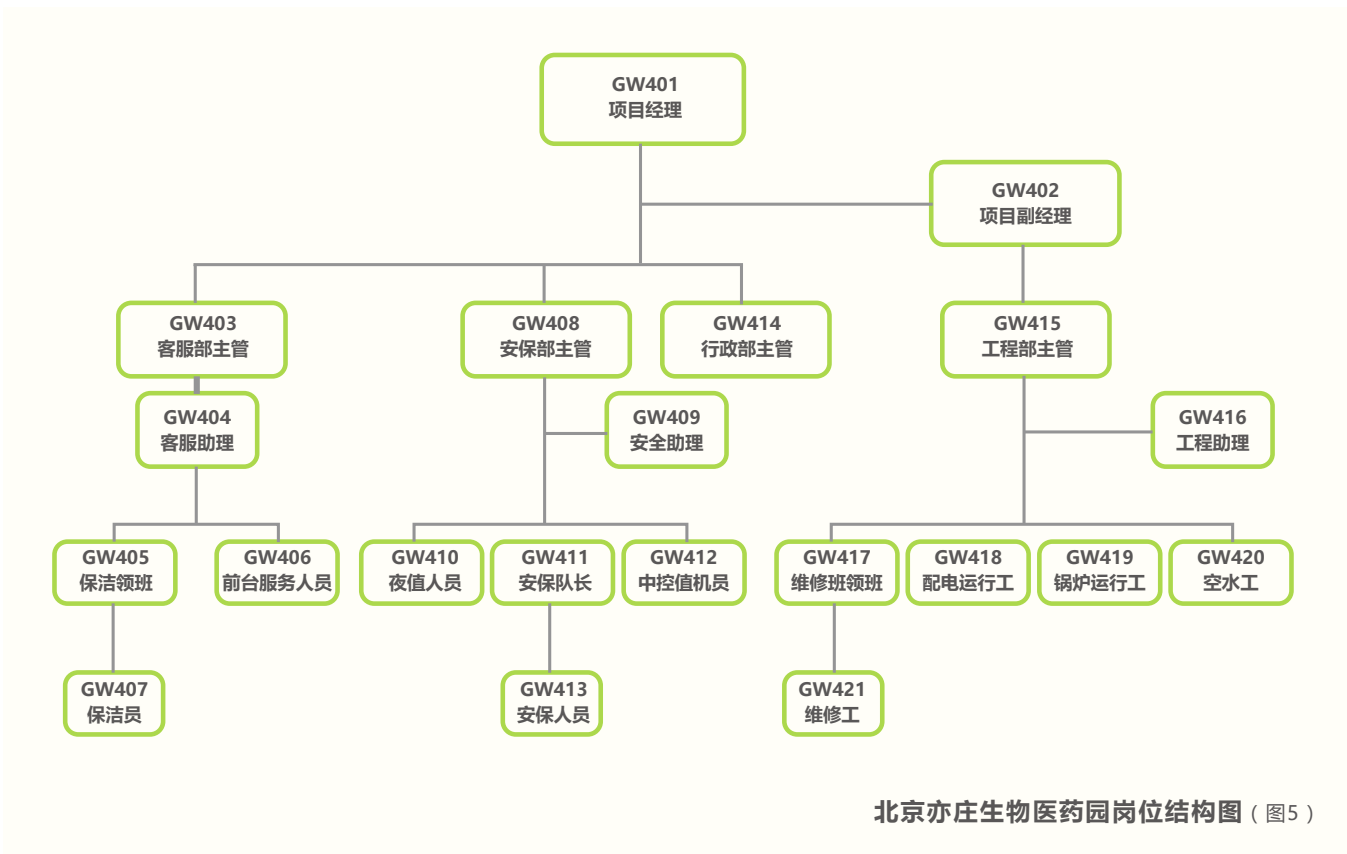 GW401
项目经理
GW402
项目副经理
GW403
客服部主管
GW408
安保部主管
GW414
行政部主管
GW415
工程部主管
GW404
客服助理
GW409
安全助理
GW416
工程助理
GW405
保洁领班
GW406
前台服务人员
GW410
夜值人员
GW411
安保队长
GW412
中控值机员
GW417
维修班领班
GW418
配电运行工
GW419
锅炉运行工
GW420
空水工
GW407
保洁员
GW413
安保人员
GW421
维修工
北京亦庄生物医药园岗位结构图（图5）